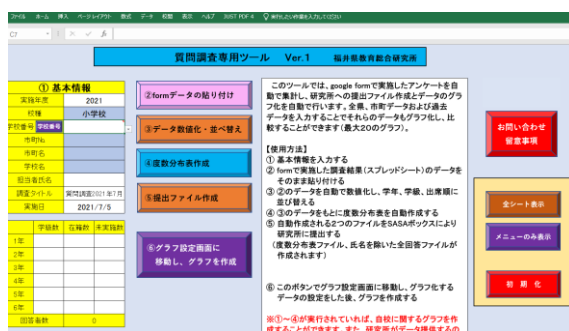 ファイル ホーム 挿入 ページレイアウト 数式 データ 校閲 表示 ヘルプ JUST PDF 4 実行したい作業を入力してください
C7
fx
質問調査専用ツール Ver.1 福井県教育総合研究所
① 基本情報
実施年度 2021
校種 小学校
学校番号 学校番号
市町No
市町名
学校名
担当者氏名
調査タイトル 質問調査2021年7月
実施日 2021/7/5
学級数 在籍数 未実施数
1年
2年
3年
4年
5年
6年
回答者数 0
②formデータの貼り付け
③データ数値化・並べ替え
④度数分布表作成
⑤提出ファイル作成
⑥グラフ設定画面に
移動し、グラフを作成
このツールでは、google formで実施したアンケートを自
動で集計し、研究所への提出ファイル作成とデータのグラ
フ化を自動で行います。全県、市町データおよび過去
データを入力することでそれらのデータもグラフ化し、比
較することができます(最大20のグラフ)。
【使用方法】
① 基本情報を入力する
② formで実施した調査結果(スプレッドシート)のデータを
そのまま貼り付ける
③ ②のデータを自動で数値化し、学年、学級、出席順に
並び替える
④ ③のデータをもとに度数分布表を自動作成する
⑤ 自動作成される2つのファイルをSASAボックスにより
研究所に提出する
(度数分布表ファイル、氏名を除いた全回答ファイルが
作成されます)
⑥ このボタンでグラフ設定画面に移動し、グラフ化する
データの設定をした後、グラフを作成する
※①~④が実行されていれば、自校に関するグラフを作
成することができます。また、研究所がデータ提供するの
お問い合わせ
留意事項
全シート表示
メニューのみ表示
初 期 化